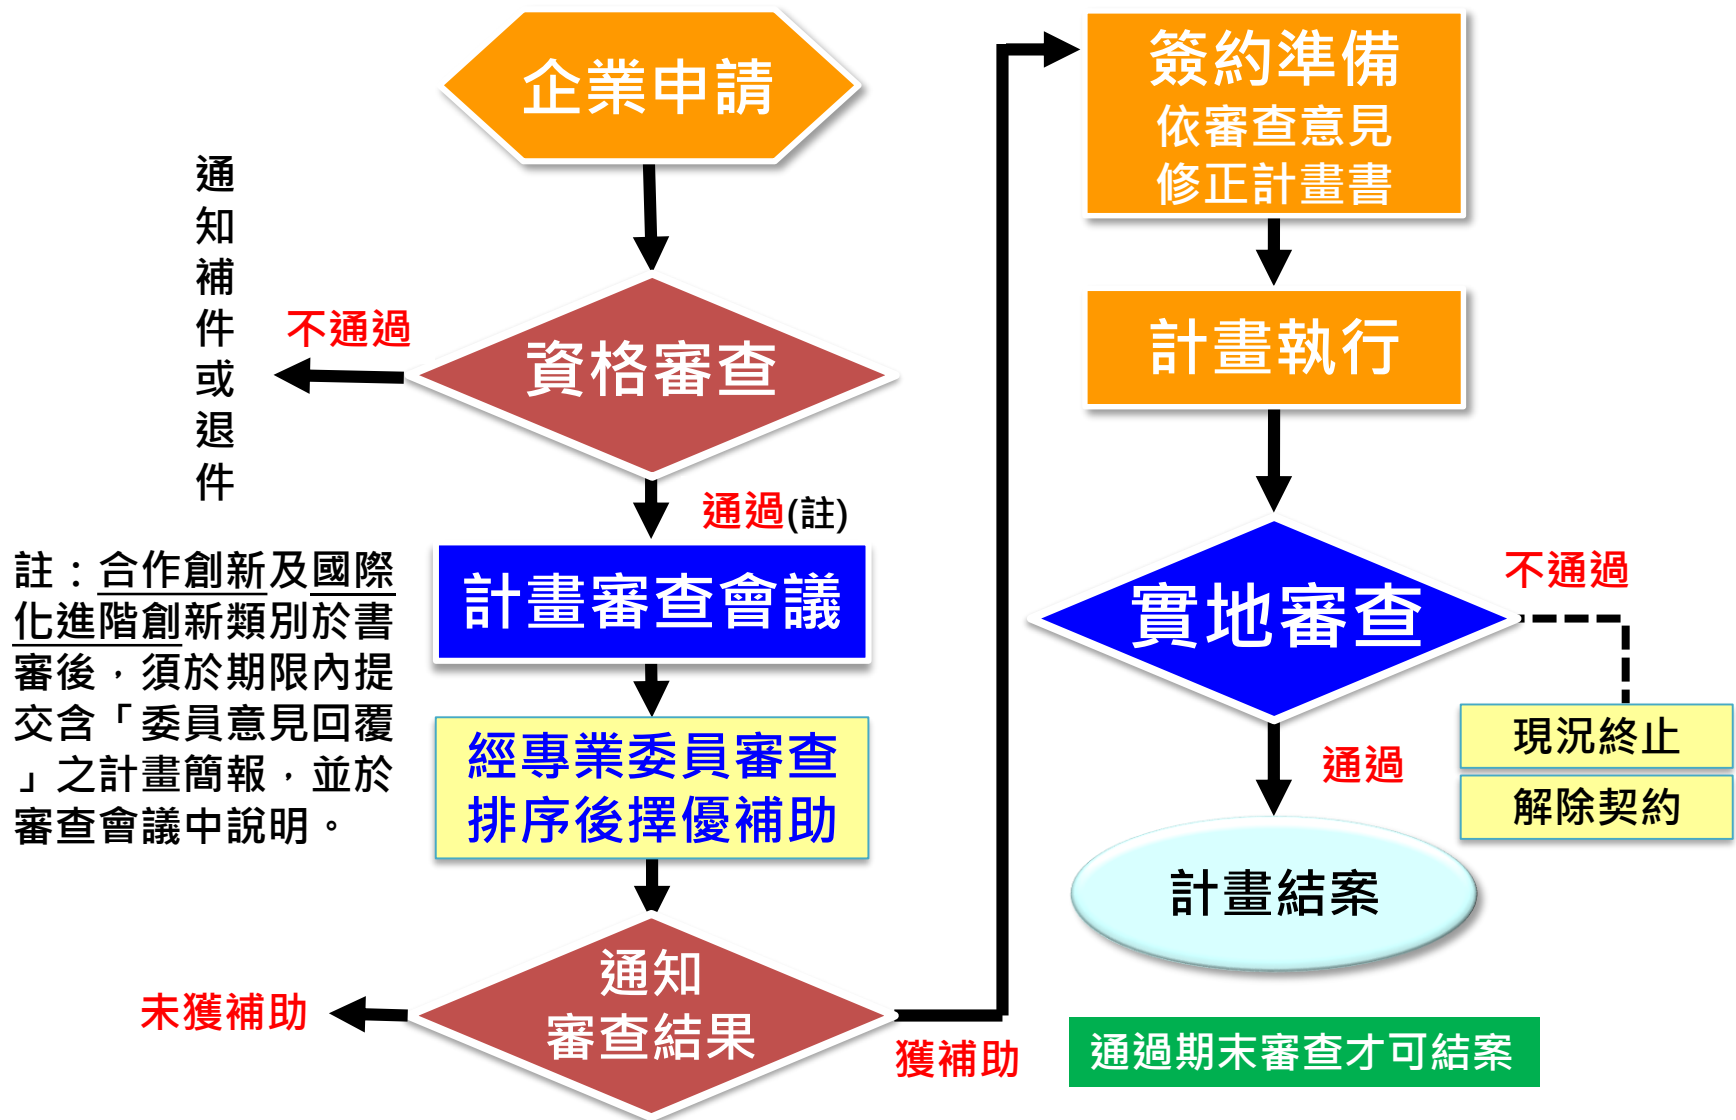 企業申請
通知補件或退件
不通過
資格審查
通過(註)
註：合作創新及國際
化進階創新類別於書
審後，須於期限內提
交含「委員意見回覆
」之計畫簡報，並於
審查會議中說明。
計畫審查會議
經專業委員審查
排序後擇優補助
通知
審查結果
未獲補助
獲補助
簽約準備
依審查意見
修正計畫書
計畫執行
實地審查
不通過
現況終止
解除契約
通過
計畫結案
通過期末審查才可結案